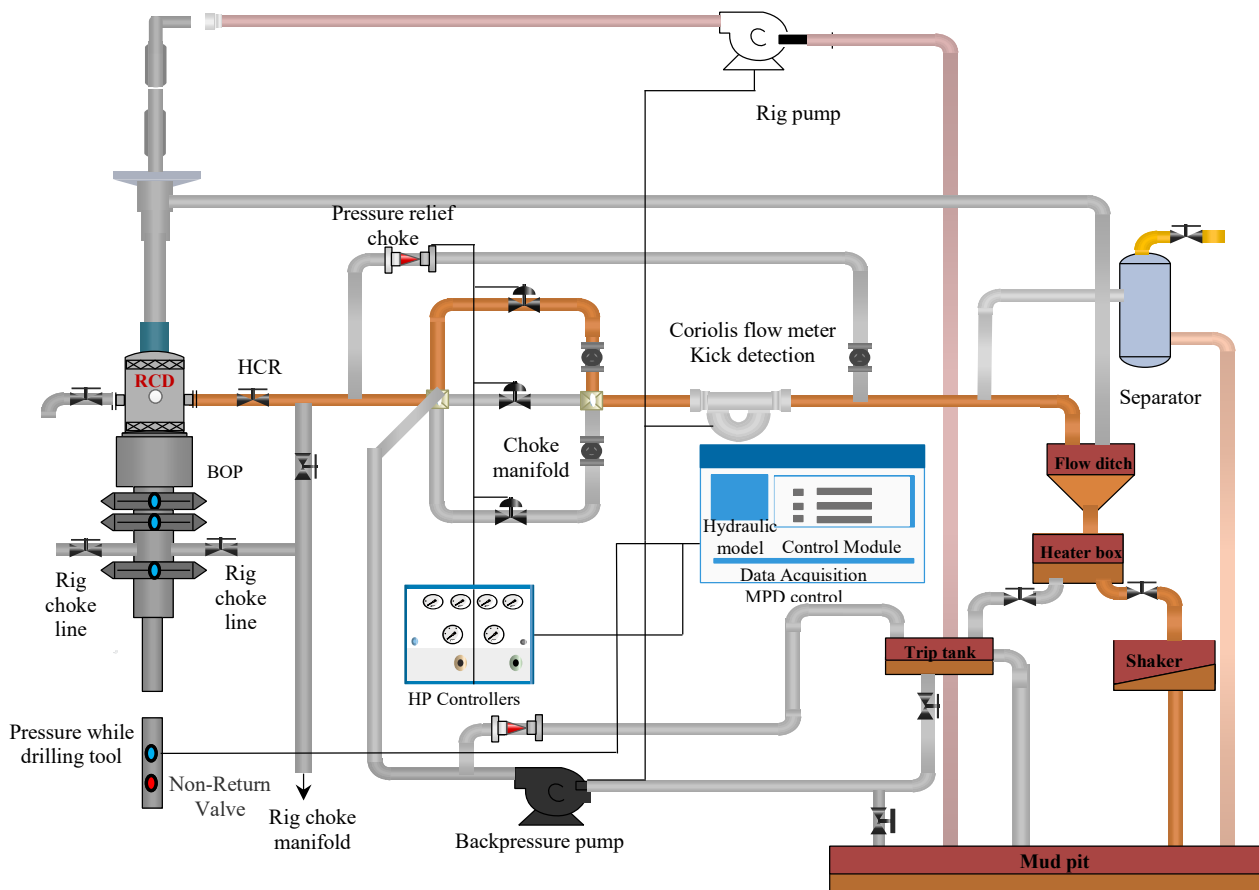 Rig pump
Pressure relief
choke
Coriolis flow meter
Kick detection
HCR
RCD
Separator
Choke
manifold
BOP
Flow ditch
Hydraulic
model
Control Module
Heater box
Data Acquisition
MPD control
Rig
choke
line
Rig
choke
line
Trip tank
Shaker
HP Controllers
Pressure while
drilling tool
Non-Return
Valve
Rig choke
manifold
Backpressure pump
Mud pit